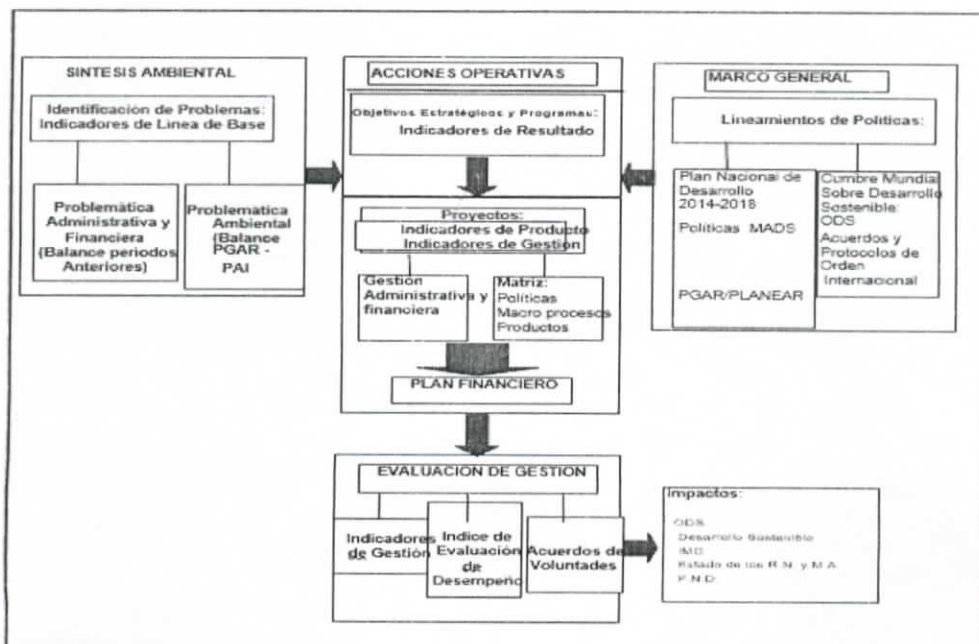 SINTESIS AMBIENTAL
Identificación de Problemas:
Indicadores de Linea de Base
Problemática
Administrativa y
Financiera
(Balance periodos
Anteriores)
Problemática
Ambiental
(Balance
PGAR -
PAI
ACCIONES OPERATIVAS
Objetivos Estratégicos y Programas:
Indicadores de Resultado
Proyectos:
Indicadores de Producto
Indicadores de Gestión
Gestión
Administrativa y
financiera
Matriz:
Políticas
Macro procesos
Productos
PLAN FINANCIERO
MARCO GENERAL
Lineamientos de Políticas:
Plan Nacional de
Desarrollo
2014-2018
Políticas MADS
PGAR/PLANEAR
Cumbre Mundial
Sobre Desarrollo
Sostenible:
ODS
Acuerdos y
Protocolos de
Orden
Internacional
EVALUACION DE GESTION
Indicadores
de Gestión
Indice de
Evaluación
de
Desempeño
Acuerdos de
Voluntades
Impactos:
ODS
Desarrollo Sostenible
Estado de los R.N. y M.A.
P.N.D